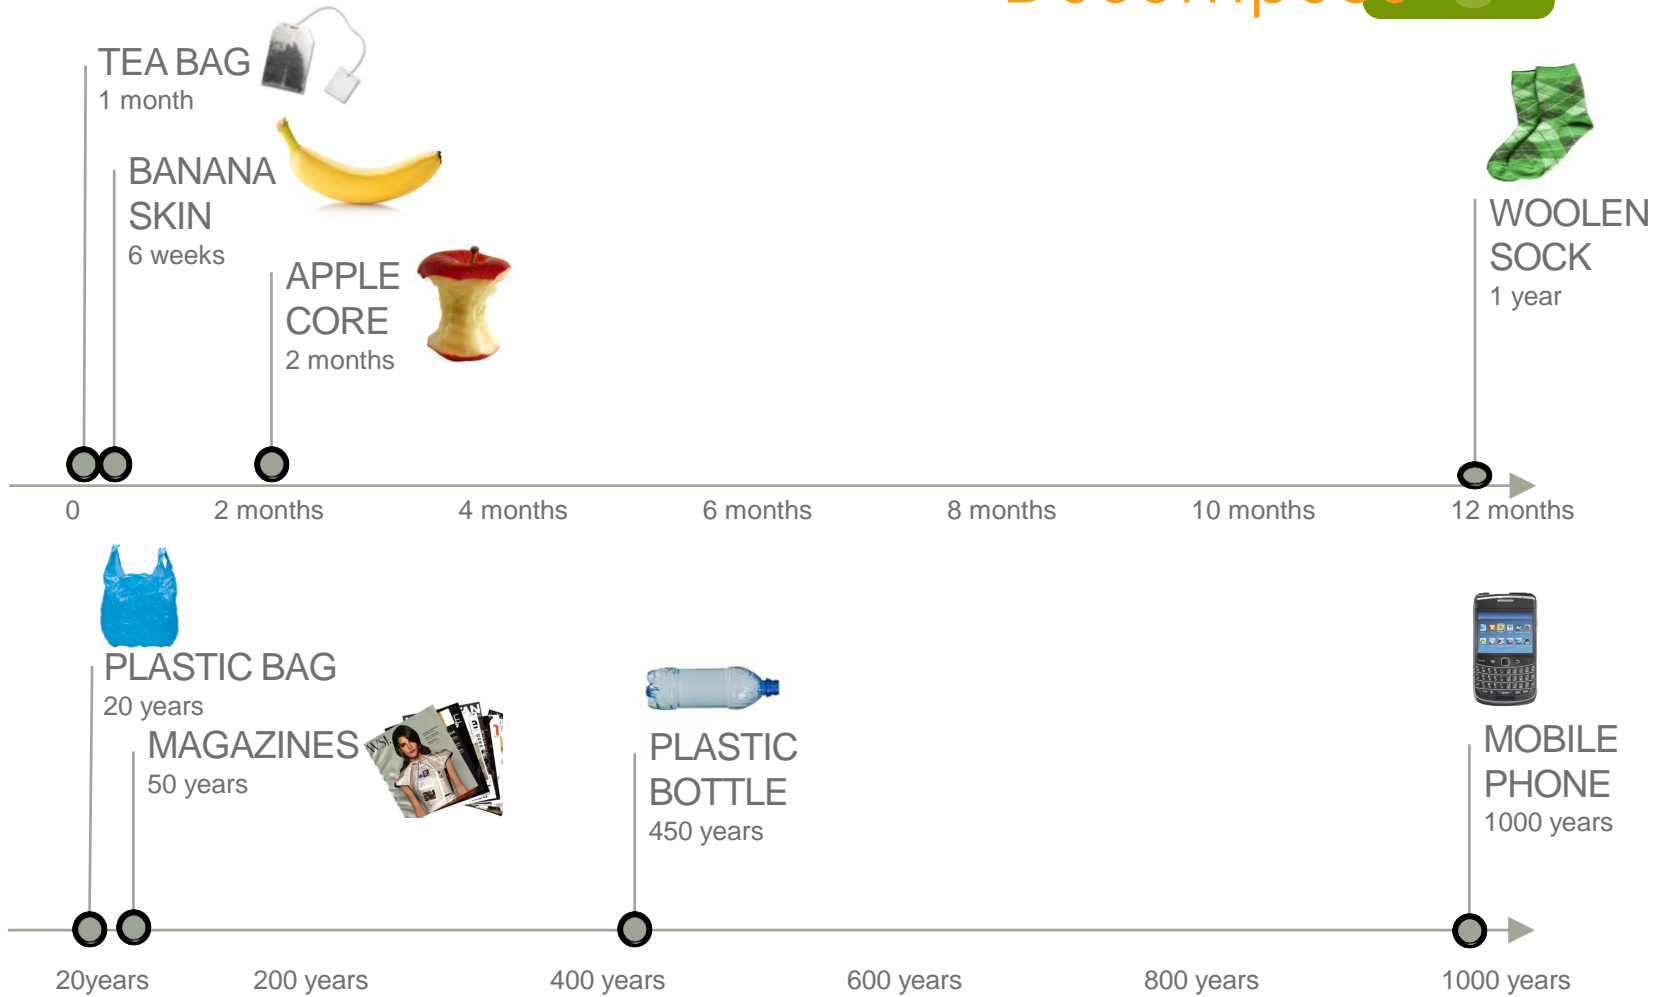 TEA BAG
1 month
BANANA
SKIN
6 weeks
APPLE
CORE
2 months
WOOLEN
SOCK
1 year
0 2 months 4 months 6 months 8 months 10 months 12 months
PLASTIC BAG
20 years
MAGAZINES
50 years
PLASTIC
BOTTLE
450 years
MOBILE
PHONE
1000 years
20years 200 years 400 years 600 years 800 years 1000 years